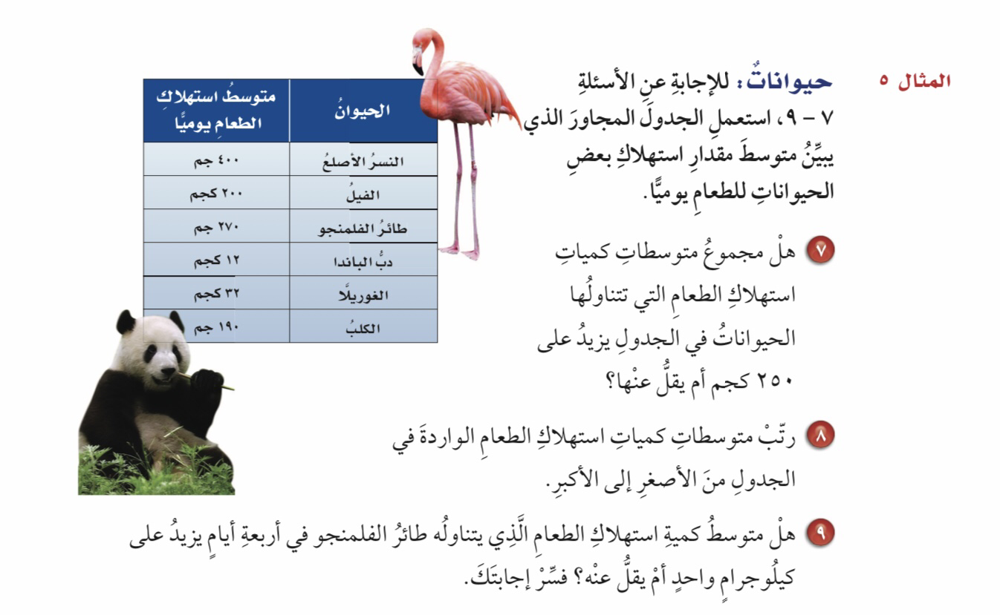 المثال ٥
حيواناتٌ: للإجابةِ عنِ الأسئلةِ
٧ – ٩، استعملِ الجدولَ المجاورَ الذي
يبيِّنُ متوسطَ مقدارِ استهلاكِ بعضِ
الحيواناتِ للطعامِ يوميًّا.
الحيوانُ
متوسطُ استهلاكِ
الطعامِ يوميًّا
النسرُ الأصلعُ ٤٠٠ جم
الفيلُ ٢٠٠ كجم
طائرُ الفلمنجو ٢٧٠ جم
دبُّ الباندا ١٢ كجم
الغوريلَّا ٣٢ كجم
الكلبُ ١٩٠ جم
٧ هلْ مجموعُ متوسطاتِ كمياتِ
استهلاكِ الطعامِ التي تتناولُها
الحيواناتُ في الجدولِ يزيدُ على
٢٥٠ كجم أم يقلُّ عنْها؟
٨ رتّبْ متوسطاتِ كمياتِ استهلاكِ الطعامِ الواردةَ في
الجدولِ منَ الأصغرِ إلى الأكبرِ.
٩ هلْ متوسطُ كميةِ استهلاكِ الطعامِ الَّذِي يتناولُه طائرُ الفلمنجو في أربعةِ أيامٍ يزيدُ على
كيلُوجرامٍ واحدٍ أمْ يقلُّ عنْه؟ فسِّرْ إجابتَكَ.